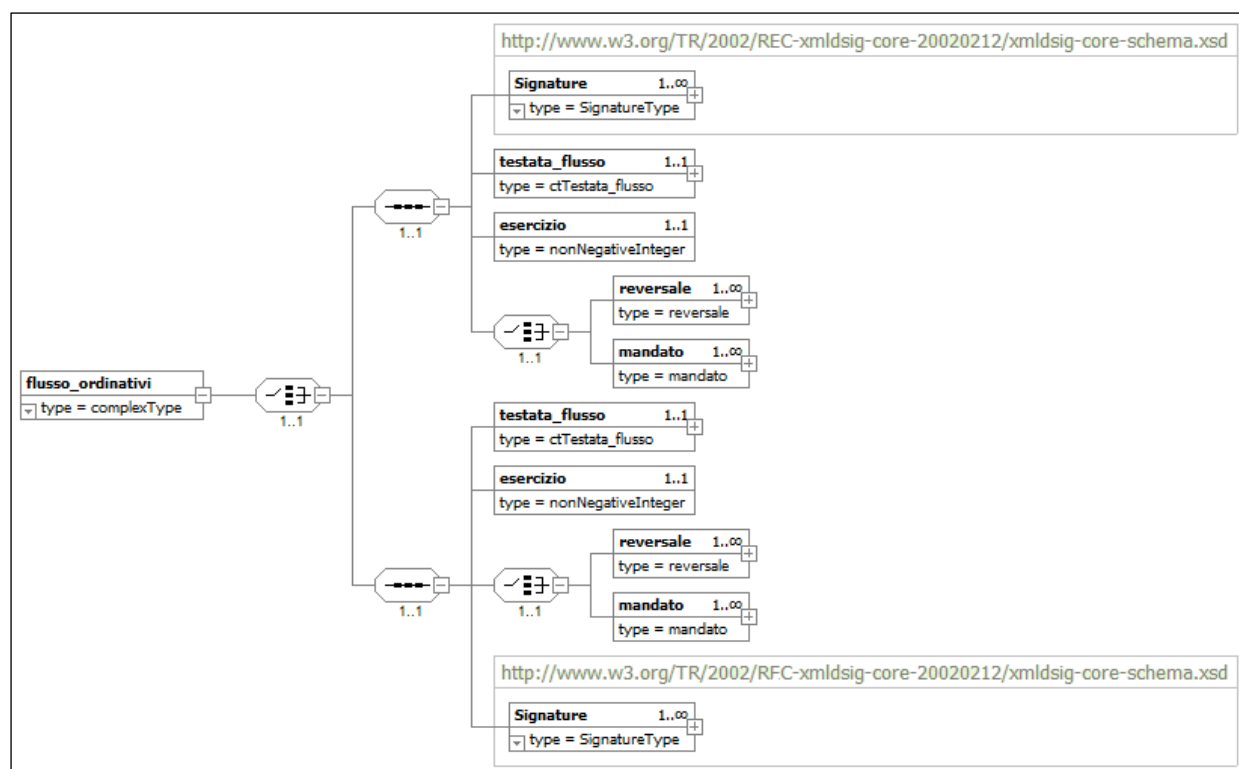 http://www.w3.org/TR/2002/REC-xmldsig-core-20020212/xmldsig-core-schema.xsd
Signature 1..∞
type = SignatureType
testata_flusso 1..1
type = ctTestata_flusso
1..1
esercizio 1..1
type = nonNegativeInteger
reversale 1..∞
type = reversale
1..1
mandato 1..∞
type = mandato
flusso_ordinativi
type = complexType
1..1
testata_flusso 1..1
type = ctTestata_flusso
esercizio 1..1
type = nonNegativeInteger
reversale 1..∞
type = reversale
1..1
1..1
mandato 1..∞
type = mandato
http://www.w3.org/TR/2002/RFC-xmldsig-core-20020212/xmldsig-core-schema.xsd
Signature 1..∞
type = SignatureType